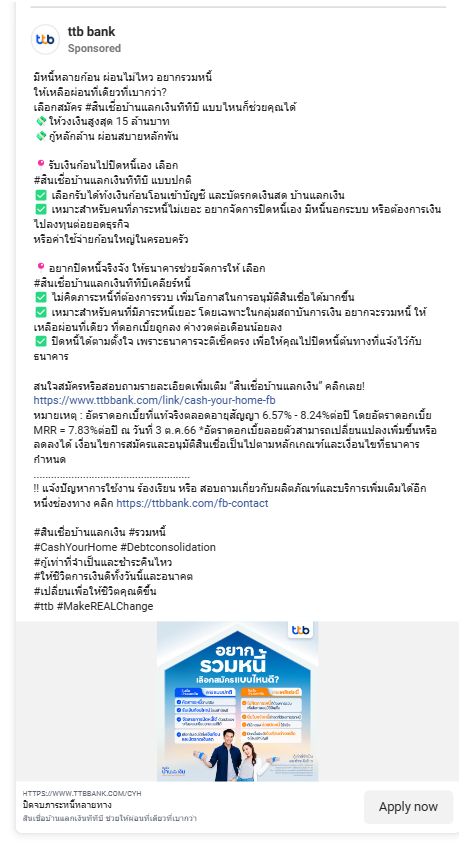 ttb
ttb bank
Sponsored
มีหนี้หลายก้อน ผ่อนไม่ไหว อยากรวมหนี้
ให้เหลือผ่อนที่เดียวที่เบากว่า?
เลือกสมัคร #สินเชื่อบ้านแลกเงินทีทีบี แบบไหนก็ช่วยคุณได้
💸 ให้วงเงินสูงสุด 15 ล้านบาท
💸 กู้หลักล้าน ผ่อนสบายหลักพัน
📍 รับเงินก้อนไปปิดหนี้เอง เลือก
#สินเชื่อบ้านแลกเงินทีทีบี แบบปกติ
✅ เลือกรับได้ทั้งเงินก้อนโอนเข้าบัญชี และบัตรกดเงินสด บ้านแลกเงิน
✅ เหมาะสำหรับคนที่ภาระหนี้ไม่เยอะ อยากจัดการปิดหนี้เอง มีหนี้นอกระบบ หรือต้องการเงิน
ไปลงทุนต่อยอดธุรกิจ
หรือค่าใช้จ่ายก้อนใหญ่ในครอบครัว
📍 อยากปิดหนี้จริงจัง ให้ธนาคารช่วยจัดการให้ เลือก
#สินเชื่อบ้านแลกเงินทีทีบีเคลียร์หนี้
✅ ไม่คิดภาระหนี้ที่ต้องการรวบ เพิ่มโอกาสในการอนุมัติสินเชื่อได้มากขึ้น
✅ เหมาะสำหรับคนที่มีภาระหนี้เยอะ โดยเฉพาะในกลุ่มสถาบันการเงิน อยากจะรวมหนี้ ให้
เหลือผ่อนที่เดียว ที่ดอกเบี้ยถูกลง ค่างวดต่อเดือนน้อยลง
✅ ปิดหนี้ได้ตามตั้งใจ เพราะธนาคารจะตีเช็คตรง เพื่อให้คุณไปปิดหนี้ต้นทางที่แจ้งไว้กับ
ธนาคาร
สนใจสมัครหรือสอบถามรายละเอียดเพิ่มเติม “สินเชื่อบ้านแลกเงิน” คลิกเลย!
https://www.ttbbank.com/link/cash-your-home-fb
หมายเหตุ : อัตราดอกเบี้ยที่แท้จริงตลอดอายุสัญญา 6.57% - 8.24%ต่อปี โดยอัตราดอกเบี้ย
MRR = 7.83%ต่อปี ณ วันที่ 3 ต.ค.66 *อัตราดอกเบี้ยลอยตัวสามารถเปลี่ยนแปลงเพิ่มขึ้นหรือ
ลดลงได้ เงื่อนไขการสมัครและอนุมัติสินเชื่อเป็นไปตามหลักเกณฑ์และเงื่อนไขที่ธนาคาร
กำหนด
....................................................
!! แจ้งปัญหาการใช้งาน ร้องเรียน หรือ สอบถามเกี่ยวกับผลิตภัณฑ์และบริการเพิ่มเติมได้อีก
หนึ่งช่องทาง คลิก https://ttbbank.com/fb-contact
#สินเชื่อบ้านแลกเงิน #รวมหนี้
#CashYourHome #Debtconsolidation
#กู้เท่าที่จำเป็นและชำระคืนไหว
#ให้ชีวิตการเงินดีทั้งวันนี้และอนาคต
#เปลี่ยนเพื่อให้ชีวิตคุณดีขึ้น
#ttb #MakeREALChange
ttb
อยาก
รวมหนี้
เลือกสมัครแบบไหนดี?
HTTPS://WWW.TTBBANK.COM/CYH
ปิดจบภาระหนี้หลายทาง
สินเชื่อบ้านแลกเงินทีทีบี ช่วยให้ผ่อนที่เดียวที่เบากว่า
Apply now